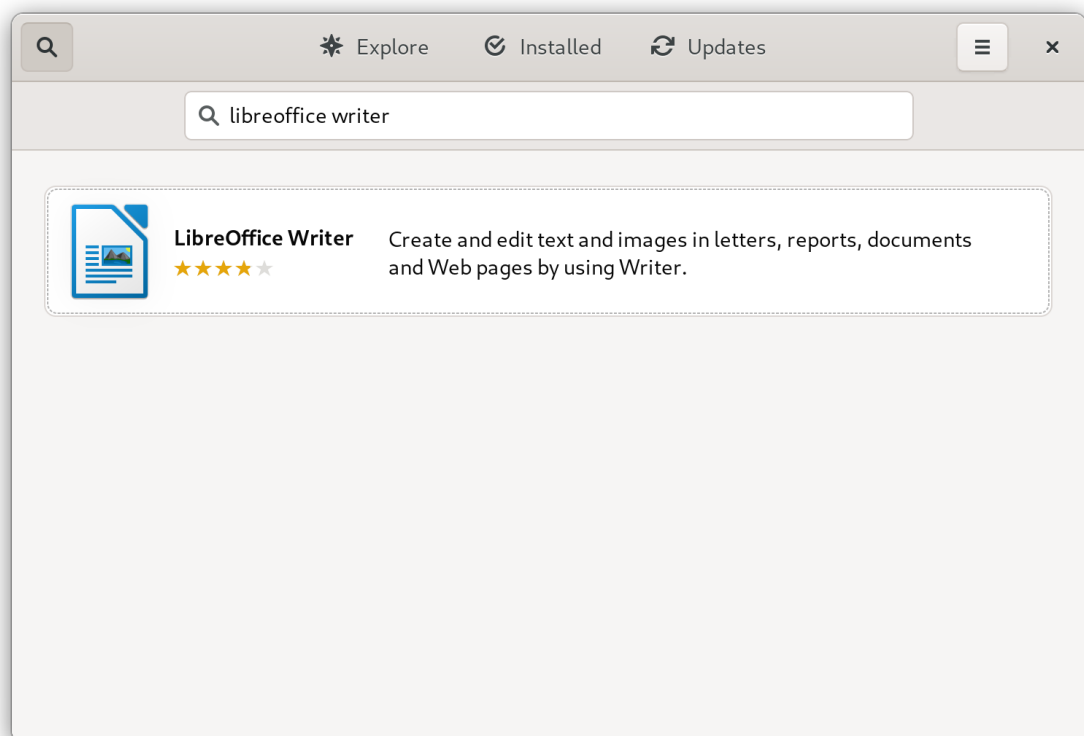 Explore
Installed
Updates
libreoffice writer
LibreOffice Writer
Create and edit text and images in letters, reports, documents
and Web pages by using Writer.